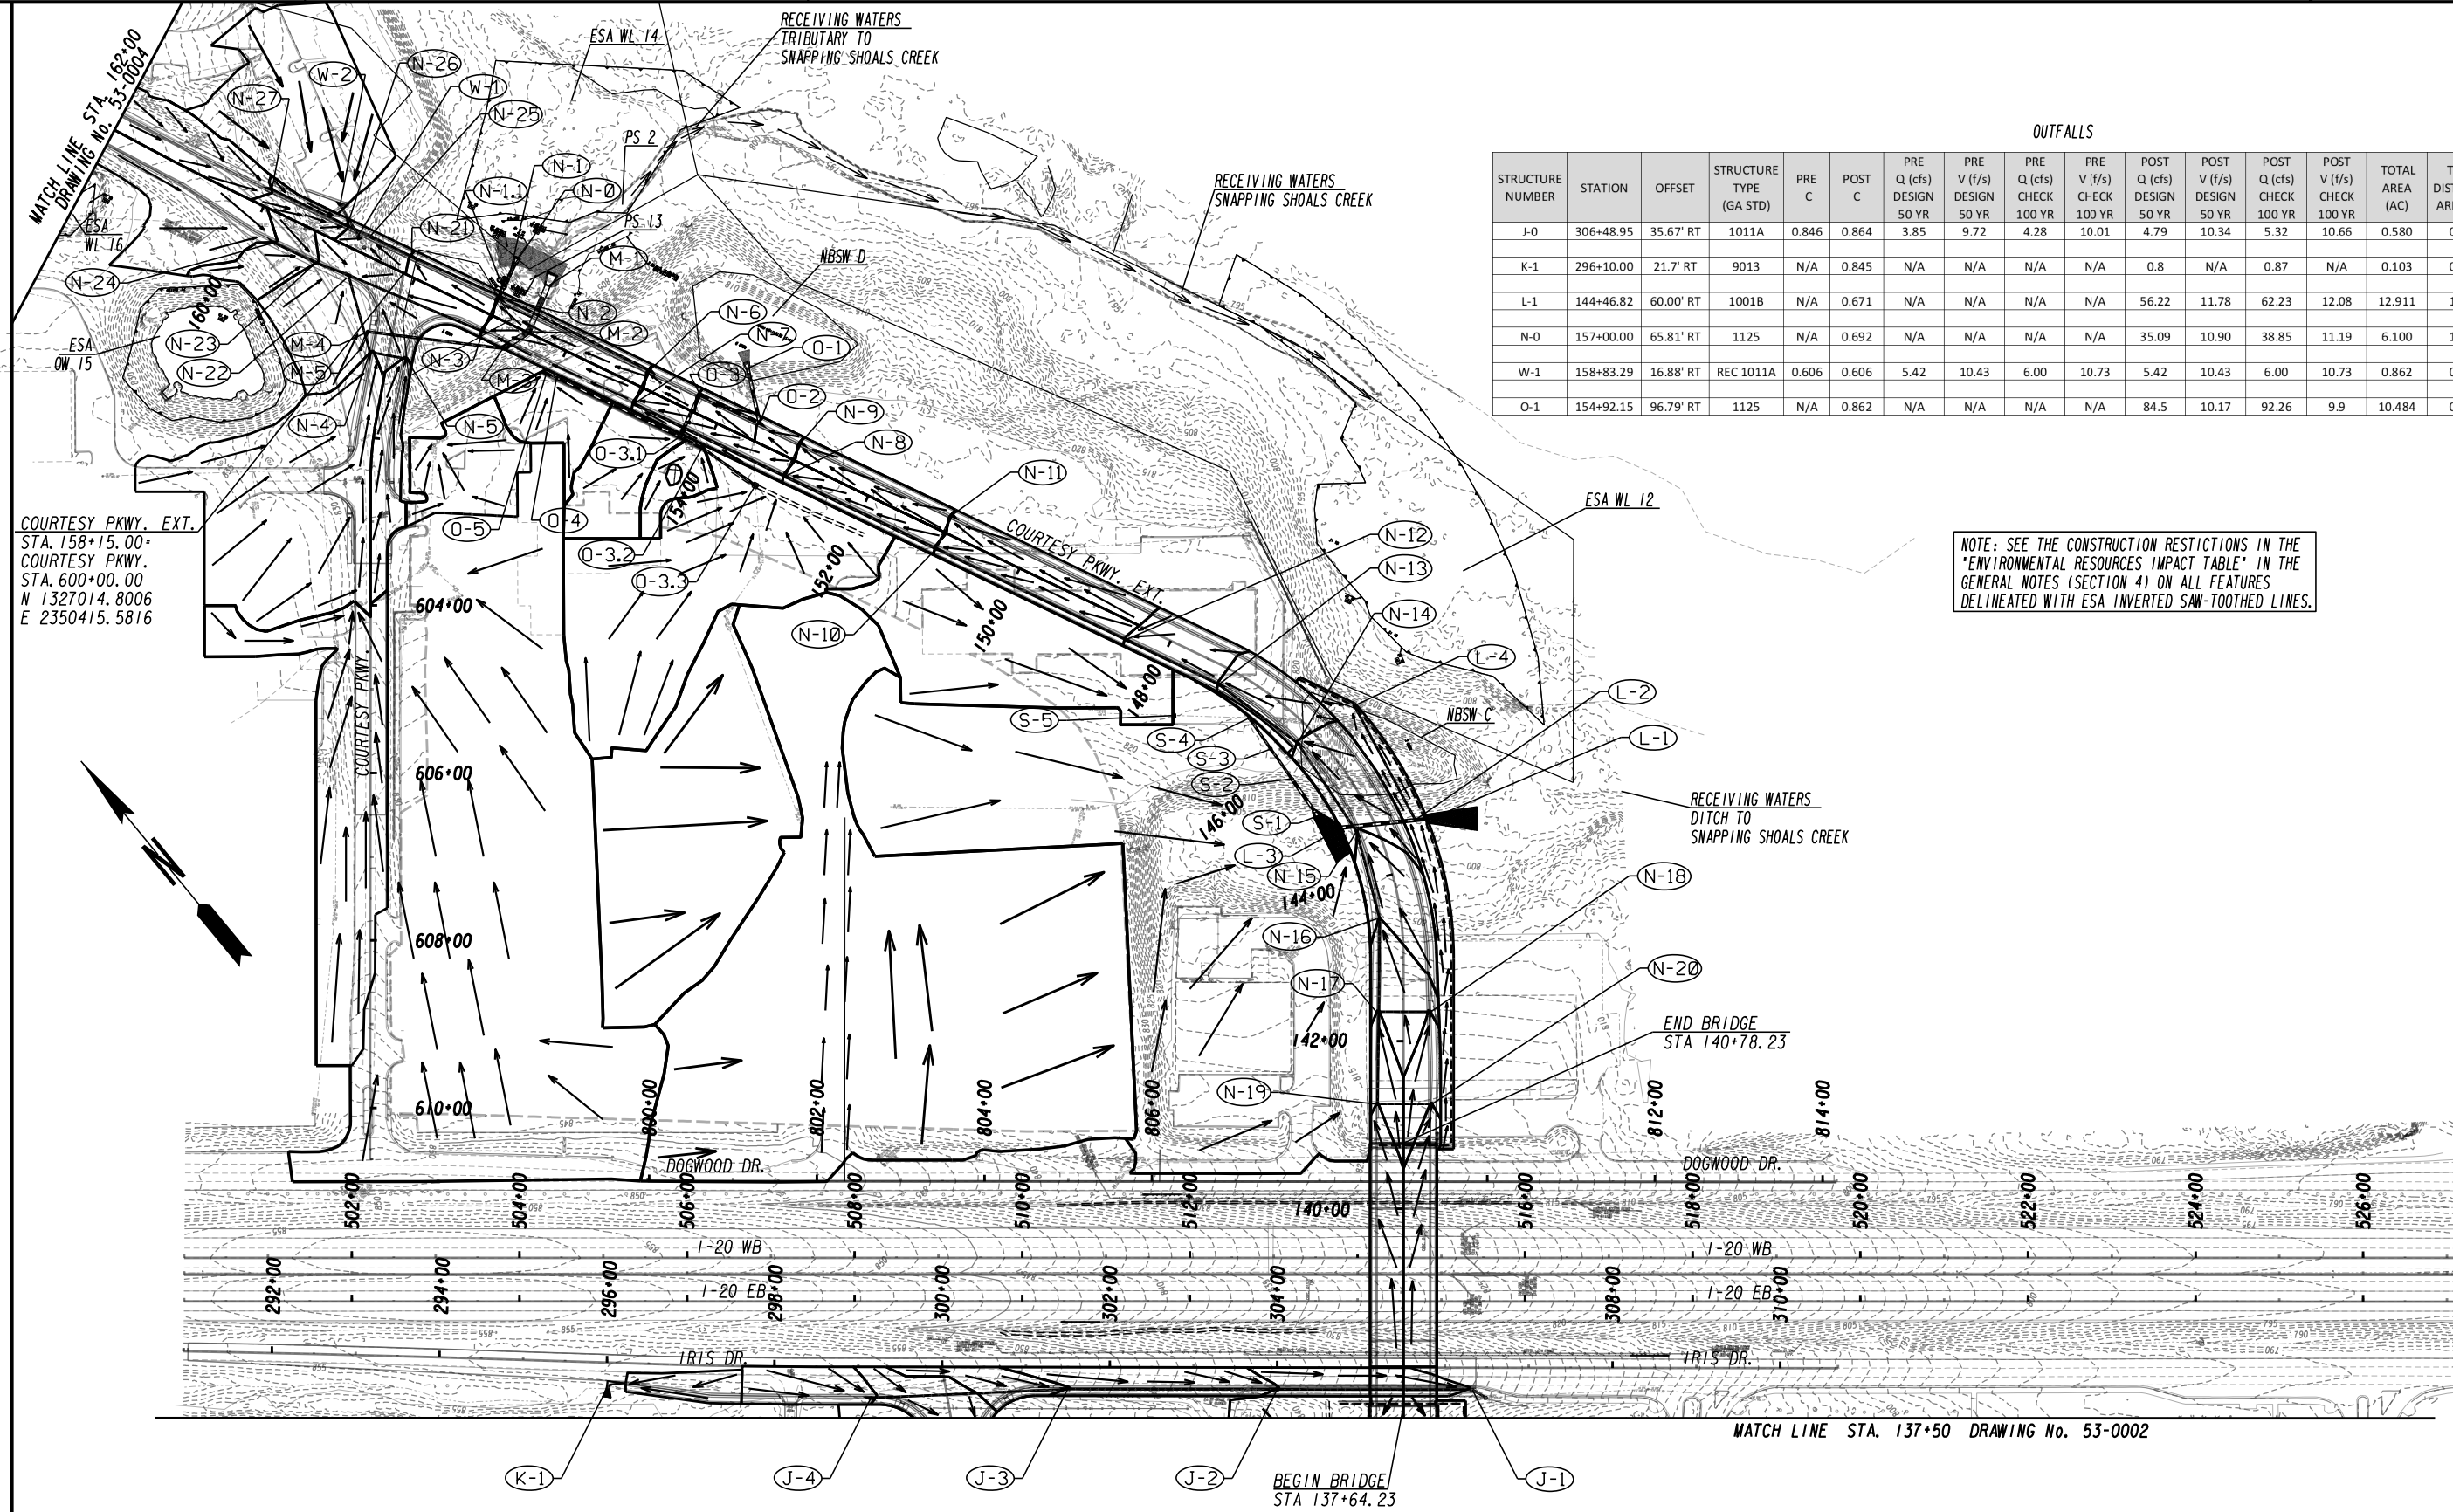 MATCH LINE STA. 162+00
DRAWING No. 53-0004
RECEIVING WATERS
TRIBUTARY TO
SNAPPING SHOALS CREEK
ESA WL 14
N-26
W-2
W-1
N-27
N-25
PS 2
N-1
N-1.1
N-0
PS 13
N-21
M-1
NBSW D
RECEIVING WATERS
SNAPPING SHOALS CREEK
ESA
WL 16
N-24
160+00
N-23
N-22
ESA
OW 15
M-4
M-5
N-3
M-3
N-2
M-2
N-6
N-7
O-1
O-3
O-2
N-9
N-8
N-4
N-5
O-3.1
154+00
N-11
O-5
O-4
O-3.2
O-3.3
152+00
COURTESY PKWY. EXT.
N-12
N-13
N-14
N-10
150+00
148+00
L-4
L-2
L-1
NBSW C
S-5
S-4
S-3
S-2
146+00
S-1
L-3
N-15
144+00
N-16
N-17
N-18
142+00
N-19
N-20
ESA WL 12
OUTFALLS
STRUCTURE NUMBER STATION OFFSET STRUCTURE TYPE (GA STD) PRE C POST C PRE Q (cfs) DESIGN 50 YR PRE V (f/s) DESIGN 50 YR PRE Q (cfs) CHECK 100 YR PRE V (f/s) CHECK 100 YR POST Q (cfs) DESIGN 50 YR POST V (f/s) DESIGN 50 YR POST Q (cfs) CHECK 100 YR POST V (f/s) CHECK 100 YR TOTAL AREA (AC)
J-0 306+48.95 35.67' RT 1011A 0.846 0.864 3.85 9.72 4.28 10.01 4.79 10.34 5.32 10.66 0.580
K-1 296+10.00 21.7' RT 9013 N/A 0.845 N/A N/A N/A N/A 0.8 N/A 0.87 N/A 0.103
L-1 144+46.82 60.00' RT 1001B N/A 0.671 N/A N/A N/A N/A 56.22 11.78 62.23 12.08 12.911
N-0 157+00.00 65.81' RT 1125 N/A 0.692 N/A N/A N/A N/A 35.09 10.90 38.85 11.19 6.100
W-1 158+83.29 16.88' RT REC 1011A 0.606 0.606 5.42 10.43 6.00 10.73 5.42 10.43 6.00 10.73 0.862
O-1 154+92.15 96.79' RT 1125 N/A 0.862 N/A N/A N/A N/A 84.5 10.17 92.26 9.9 10.484
NOTE: SEE THE CONSTRUCTION RESTICTIONS IN THE
"ENVIRONMENTAL RESOURCES IMPACT TABLE" IN THE
GENERAL NOTES (SECTION 4) ON ALL FEATURES
DELINEATED WITH ESA INVERTED SAW-TOOTHED LINES.
COURTESY PKWY. EXT.
STA. 158+15.00=
COURTESY PKWY.
STA. 600+00.00
N 1327014.8006
E 2350415.5816
COURTESY PKWY.
604+00
606+00
608+00
610+00
N
RECEIVING WATERS
DITCH TO
SNAPPING SHOALS CREEK
END BRIDGE
STA 140+78.23
800+00
802+00
804+00
806+00
812+00
814+00
DOGWOOD DR.
DOGWOOD DR.
502+00
504+00
506+00
508+00
510+00
512+00
140+00
516+00
518+00
520+00
522+00
524+00
526+00
I-20 WB
I-20 WB
I-20 EB
I-20 EB
292+00
294+00
296+00
298+00
300+00
302+00
304+00
308+00
310+00
IRIS DR.
IRIS DR.
MATCH LINE STA. 137+50 DRAWING No. 53-0002
K-1
J-4
J-3
J-2
J-1
BEGIN BRIDGE
STA 137+64.23